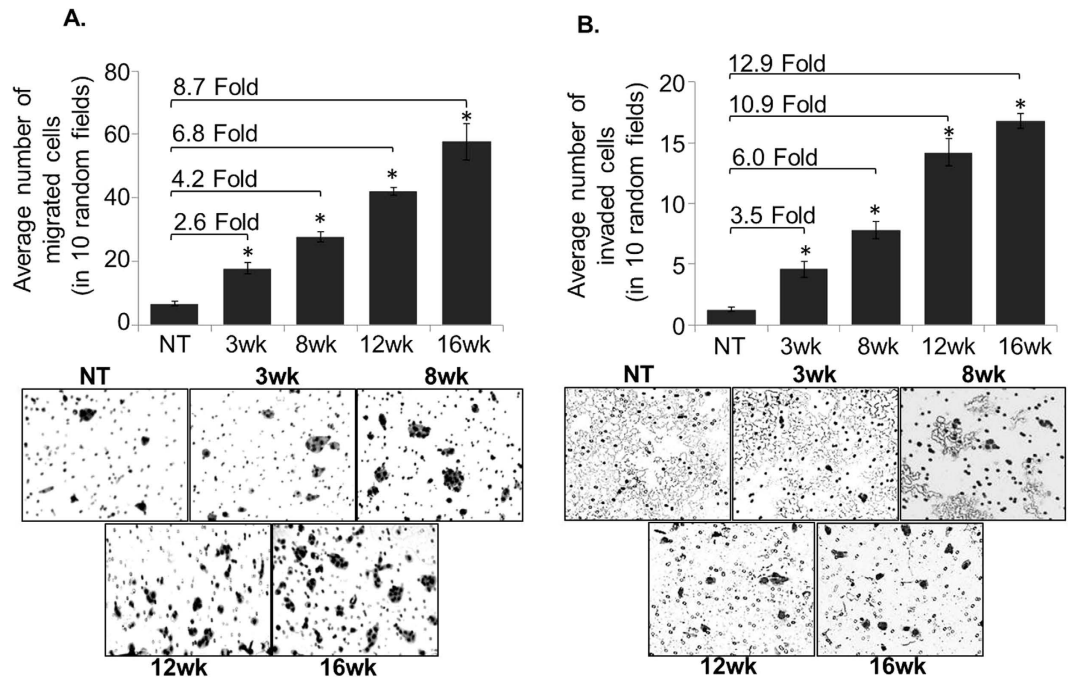 A.
Average number of
migrated cells
(in 10 random fields)
80
60
40
20
0
8.7 Fold
6.8 Fold
4.2 Fold
2.6 Fold
*
*
*
*
NT 3wk 8wk 12wk 16wk
NT 3wk 8wk
12wk 16wk
B.
Average number of
invaded cells
(in 10 random fields)
20
15
10
5
0
12.9 Fold
10.9 Fold
6.0 Fold
3.5 Fold
*
*
*
*
NT 3wk 8wk 12wk 16wk
NT 3wk 8wk
12wk 16wk